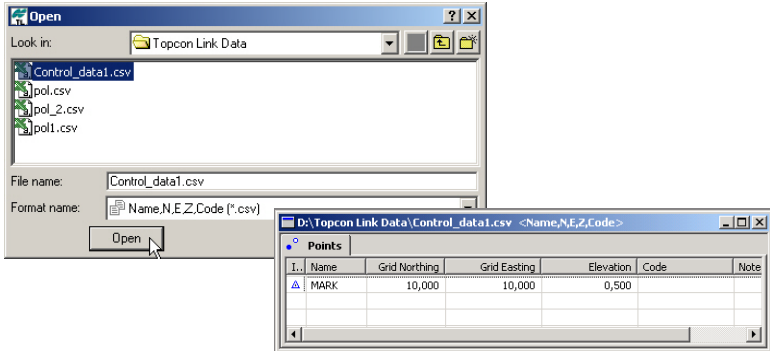 TL Open
Look in: Topcon Link Data
Control_data1.csv
pol.csv
pol_2.csv
pol1.csv
File name: Control_data1.csv
Format name: Name,N,E,Z,Code (*.csv)
Open
D:\Topcon Link Data\Control_data1.csv <Name,N,E,Z,Code>
Points
I.. Name Grid Northing Grid Easting Elevation Code Note
MARK 10,000 10,000 0,500